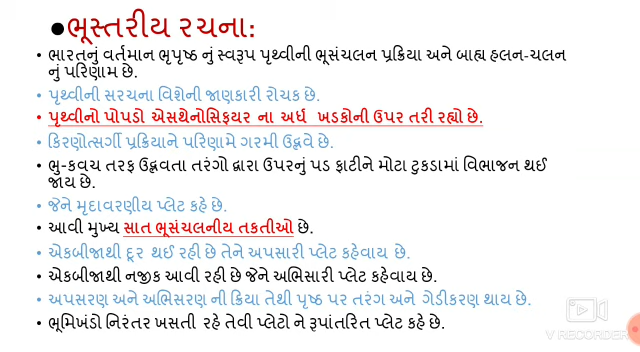 ●ભૂસ્તરીય રચના:
• ભારતનું વર્તમાન ભૃપૃષ્ઠ નું સ્વરૂપ પૃથ્વીની ભૂસંચલન પ્રક્રિયા અને બાહ્ય હલન-ચલન
નું પરિણામ છે.
• પૃથ્વીની સરચના વિશેની જાણકારી રોચક છે.
• પૃથ્વીનો પોપડો એસથેનોસિફયર ના અર્ધ ખડકોની ઉપર તરી રહ્યો છે.
• કિરણોત્સર્ગી પ્રક્રિયાને પરિણામે ગરમી ઉદ્ભવે છે.
• ભુ-કવચ તરફ ઉદ્ભવતા તરંગો દ્વારા ઉપરનું પડ ફાટીને મોટા ટુકડામાં વિભાજન થઈ
જાય છે.
• જેને મૃદાવરણીય પ્લેટ કહે છે.
• આવી મુખ્ય સાત ભૂસંચલનીય તકતીઓ છે.
• એકબીજાથી દૂર થઈ રહી છે તેને અપસારી પ્લેટ કહેવાય છે.
• એકબીજાથી નજીક આવી રહી છે જેને અભિસારી પ્લેટ કહેવાય છે.
• અપસરણ અને અભિસરણ ની ક્રિયા તેથી પૃષ્ઠ પર તરંગ અને ગેડીકરણ થાય છે.
• ભૂમિખંડો નિરંતર ખસતી રહે તેવી પ્લેટો ને રૂપાંતરિત પ્લેટ કહે છે.
V RECORDER